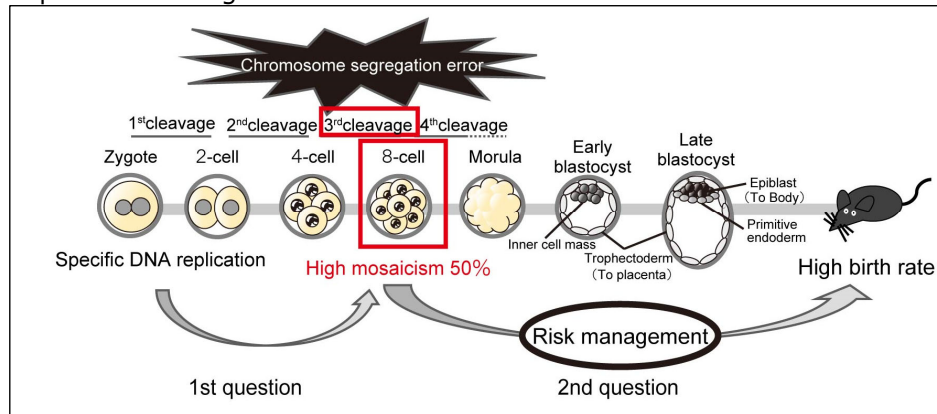 Chromosome segregation error
1stcleavage 2ndcleavage 3rdcleavage 4thcleavage
Zygote 2-cell 4-cell 8-cell Morula Early blastocyst Late blastocyst
Epiblast
(To Body)
Primitive
endoderm
Inner cell mass
Trophectoderm
(To placenta)
Specific DNA replication
High mosaicism 50%
High birth rate
Risk management
1st question
2nd question